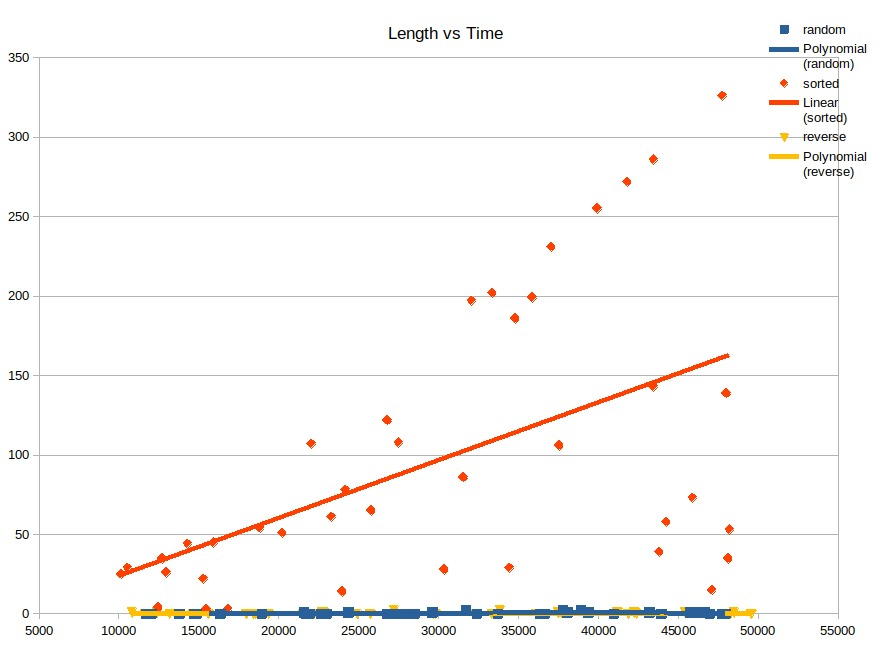 Length vs Time
random
Polynomial
(random)
sorted
Linear
(sorted)
reverse
Polynomial
(reverse)
350
300
250
200
150
100
50
0
5000 10000 15000 20000 25000 30000 35000 40000 45000 50000 55000